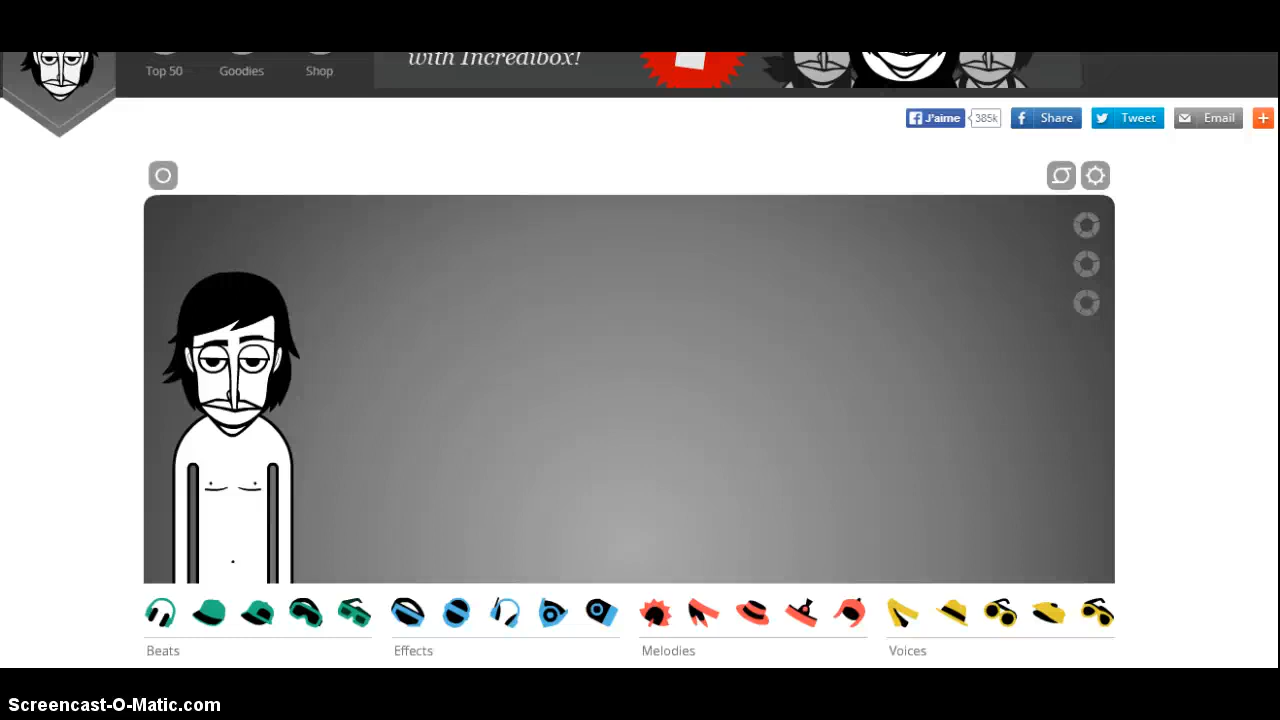 with Incredibox!
Top 50 Goodies Shop
J'aime 385k Share Tweet Email
Beats Effects Melodies Voices
Screencast-O-Matic.com